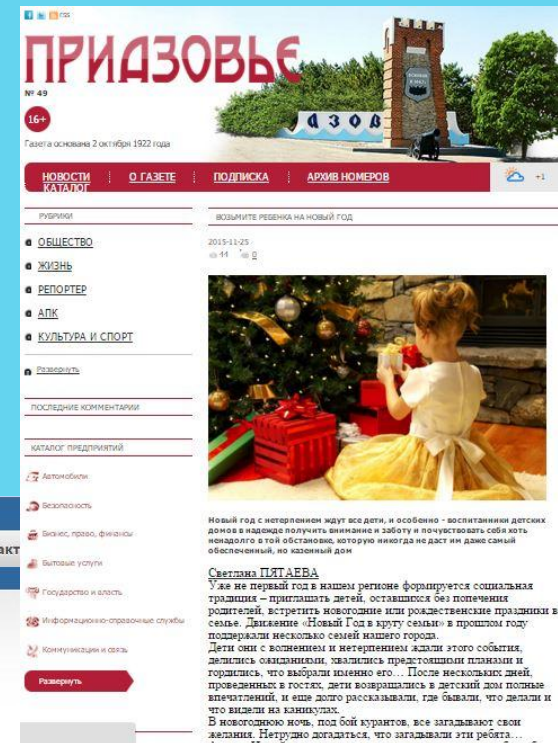 RSS
ПРИАЗОВЬЕ
№ 49
16+
Газета основана 2 октября 1922 года
АЗОВ
НОВОСТИ
О ГАЗЕТЕ
ПОДПИСКА
АРХИВ НОМЕРОВ
КАТАЛОГ
+1
РУБРИКИ
ОБЩЕСТВО
ЖИЗНЬ
РЕПОРТЕР
АПК
КУЛЬТУРА И СПОРТ
Развернуть
ПОСЛЕДНИЕ КОММЕНТАРИИ
КАТАЛОГ ПРЕДПРИЯТИЙ
Автомобили
Безопасность
Бизнес, право, финансы
Бытовые услуги
Государство и власть
Информационно-справочные службы
Коммуникации и связь
Развернуть
акт
ВОЗЬМИТЕ РЕБЕНКА НА НОВЫЙ ГОД
2015-11-25
44 0
Новый год с нетерпением ждут все дети, и особенно - воспитанники детских
домов в надежде получить внимание и заботу и почувствовать себя хоть
ненадолго в той обстановке, которую никогда не даст им даже самый
обеспеченный, но казенный дом
Светлана ПЯТАЕВА
Уже не первый год в нашем регионе формируется социальная
традиция – приглашать детей, оставшихся без попечения
родителей, встретить новогодние или рождественские праздники в
семье. Движение «Новый Год в кругу семьи» в прошлом году
поддержали несколько семей нашего города.
Дети они с волнением и нетерпением ждали этого события,
делились ожиданиями, хвалились предстоящими планами и
гордились, что выбрали именно его… После нескольких дней,
проведенных в гостях, дети возвращались в детский дом полные
впечатлений, и еще долго рассказывали, где бывали, что делали и
что видели на каникулах.
В новогоднюю ночь, под бой курантов, все загадывают свои
желания. Нетрудно догадаться, что загадывали эти ребята…